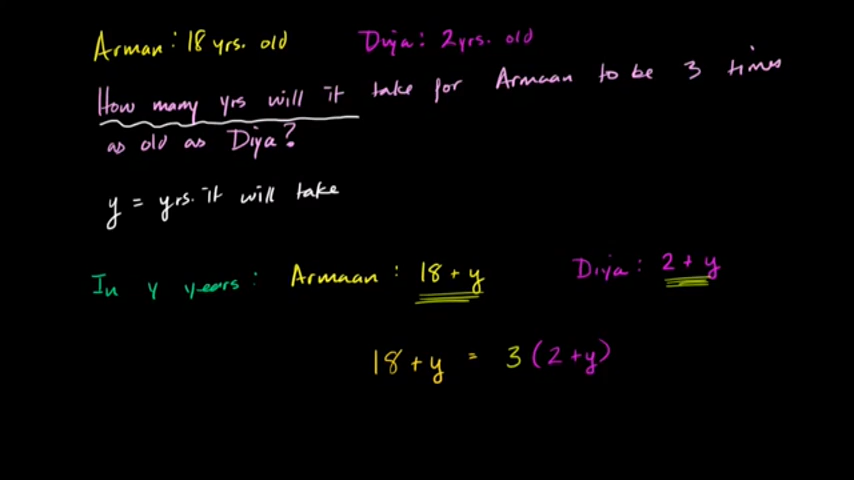 Arman: 18 yrs. old Diya: 2 yrs. old
How many yrs will it take for Armaan to be 3 times
as old as Diya?
y = yrs. it will take
In y years: Armaan: 18 + y Diya: 2 + y
18 + y = 3 (2 + y)